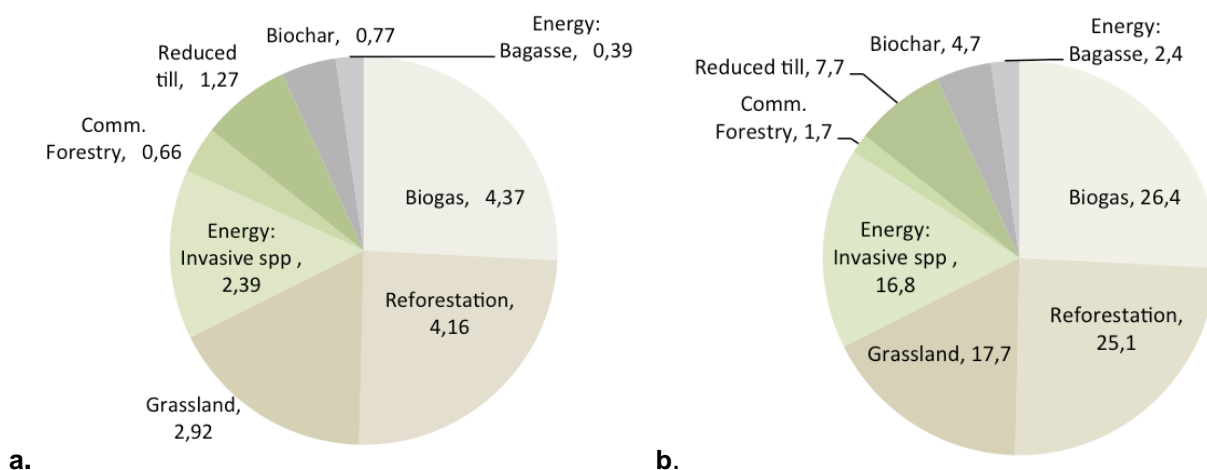 Energy:
Bagasse, 0,39
Biochar, 0,77
Reduced
till, 1,27
Comm.
Forestry, 0,66
Biogas, 4,37
Energy:
Invasive spp ,
2,39
Reforestation,
4,16
Grassland,
2,92
a.
Energy:
Bagasse, 2,4
Biochar, 4,7
Reduced till, 7,7
Comm.
Forestry, 1,7
Biogas, 26,4
Energy:
Invasive spp ,
16,8
Reforestation,
25,1
Grassland, 17,7
b.